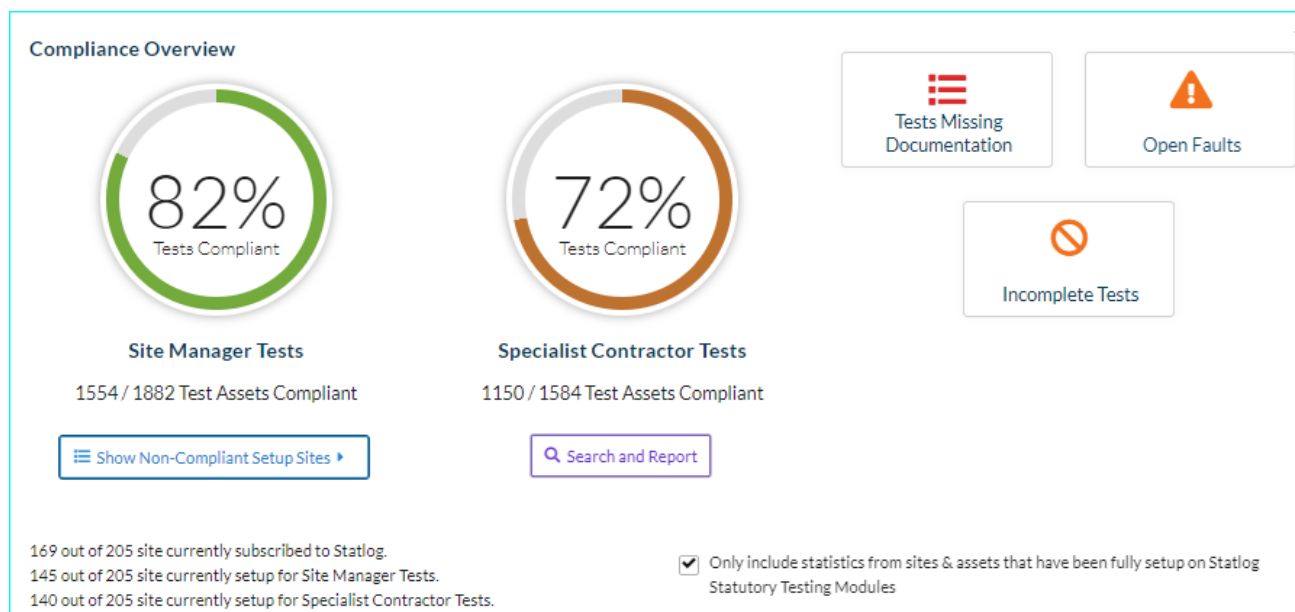 Compliance Overview
82%
Tests Compliant
Site Manager Tests
1554 / 1882 Test Assets Compliant
Show Non-Compliant Setup Sites
72%
Tests Compliant
Specialist Contractor Tests
1150 / 1584 Test Assets Compliant
Search and Report
Tests Missing
Documentation
Open Faults
Incomplete Tests
169 out of 205 site currently subscribed to Statlog.
145 out of 205 site currently setup for Site Manager Tests.
140 out of 205 site currently setup for Specialist Contractor Tests.
Only include statistics from sites & assets that have been fully setup on Statlog
Statutory Testing Modules